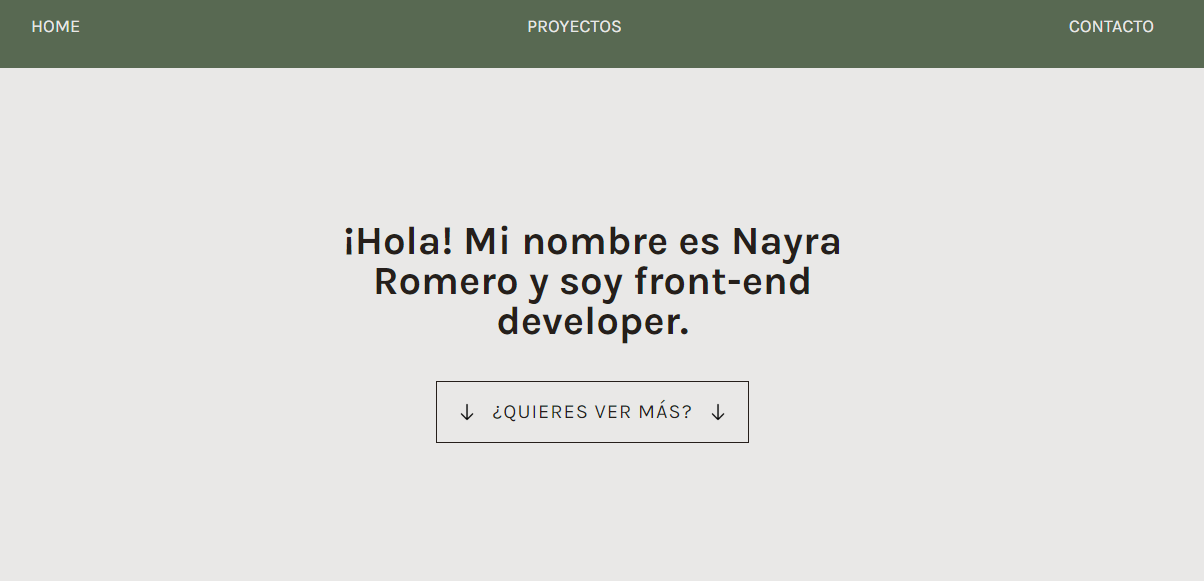 HOME PROYECTOS CONTACTO
¡Hola! Mi nombre es Nayra
Romero y soy front-end
developer.
↓ ¿QUIERES VER MÁS? ↓